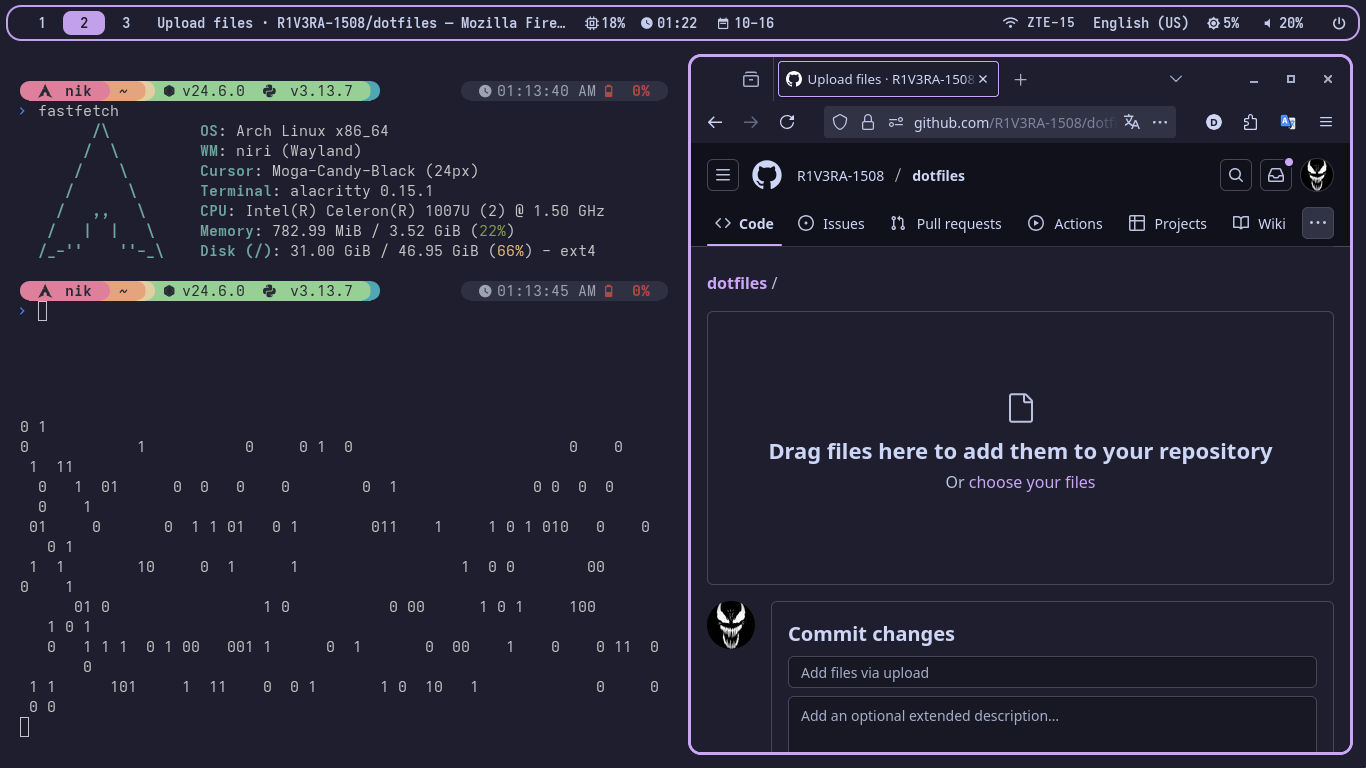 1 2 3 Upload files · R1V3RA-1508/dotfiles — Mozilla Fire… 18% 01:22 10-16 ZTE-15 English (US) 5% 20%
nik ~ v24.6.0 v3.13.7 01:13:40 AM 0%
› fastfetch
/\ OS: Arch Linux x86_64
/ \ WM: niri (Wayland)
/ \ Cursor: Moga-Candy-Black (24px)
/ \ Terminal: alacritty 0.15.1
/ ,, \ CPU: Intel(R) Celeron(R) 1007U (2) @ 1.50 GHz
/ | | \ Memory: 782.99 MiB / 3.52 GiB (22%)
/_-'' ''-_\ Disk (/): 31.00 GiB / 46.95 GiB (66%) - ext4
nik ~ v24.6.0 v3.13.7 01:13:45 AM 0%
›
0 1
0 1 0 0 1 0 0 0
1 11
0 1 01 0 0 0 0 0 1 0 0 0 0
0 1
01 0 0 1 1 01 0 1 011 1 1 0 1 010 0 0
0 1
1 1 10 0 1 1 1 0 0 00
0 1
01 0 1 0 0 00 1 0 1 100
1 0 1
0 1 1 1 0 1 00 001 1 0 1 0 00 1 0 0 11 0
0
1 1 101 1 11 0 0 1 1 0 10 1 0 0
0 0
Upload files · R1V3RA-1508
github.com/R1V3RA-1508/dotf
D
R1V3RA-1508 / dotfiles
Code Issues Pull requests Actions Projects Wiki
dotfiles /
Drag files here to add them to your repository
Or choose your files
Commit changes
Add files via upload
Add an optional extended description…